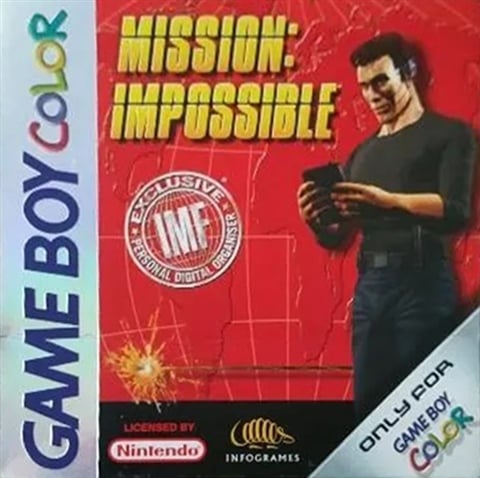 GAME BOY COLOR
MISSION:
IMPOSSIBLE
EXCLUSIVE
IMF
PERSONAL DIGITAL ORGANISER
LICENSED BY
Nintendo
INFOGRAMES
ONLY FOR
GAME BOY
COLOR